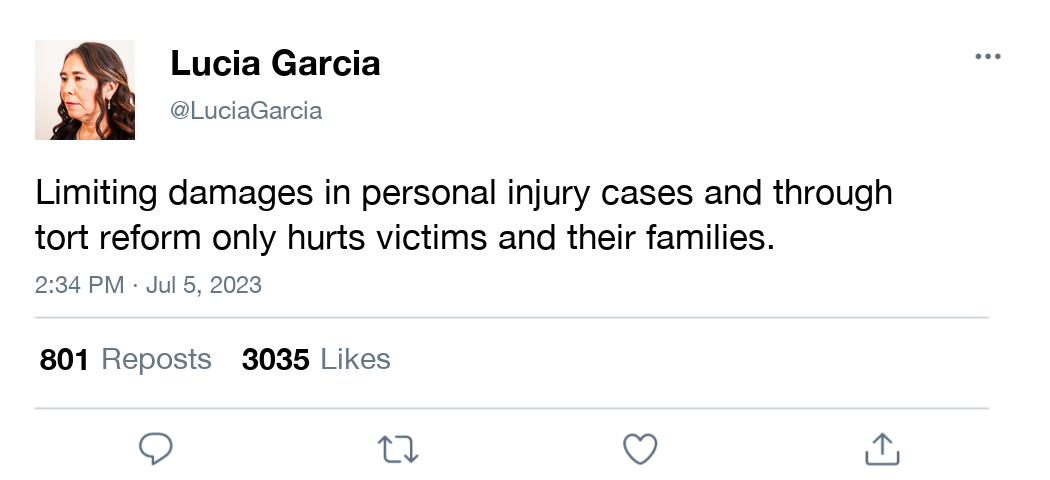 Lucia Garcia
@LuciaGarcia
Limiting damages in personal injury cases and through
tort reform only hurts victims and their families.
2:34 PM · Jul 5, 2023
801 Reposts 3035 Likes